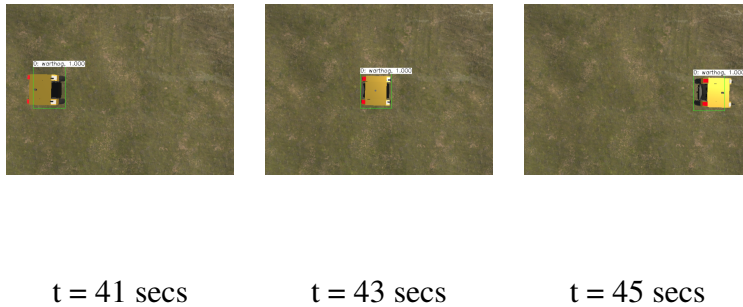 0: warthog, 1.000
0: warthog, 1.000
0: warthog, 1.000
t = 41 secs
t = 43 secs
t = 45 secs